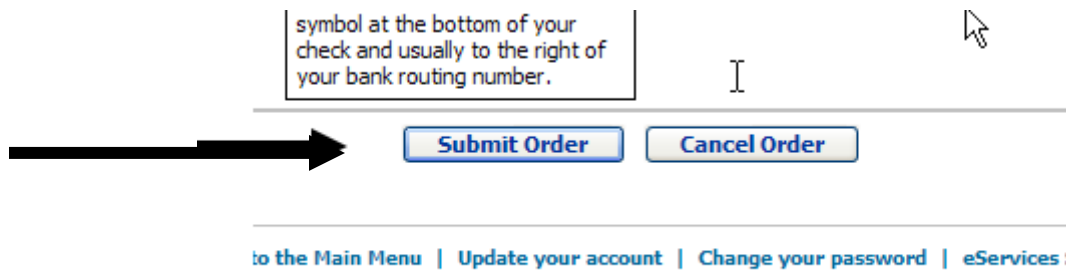 symbol at the bottom of your
check and usually to the right of
your bank routing number.
Submit Order Cancel Order
to the Main Menu | Update your account | Change your password | eServices